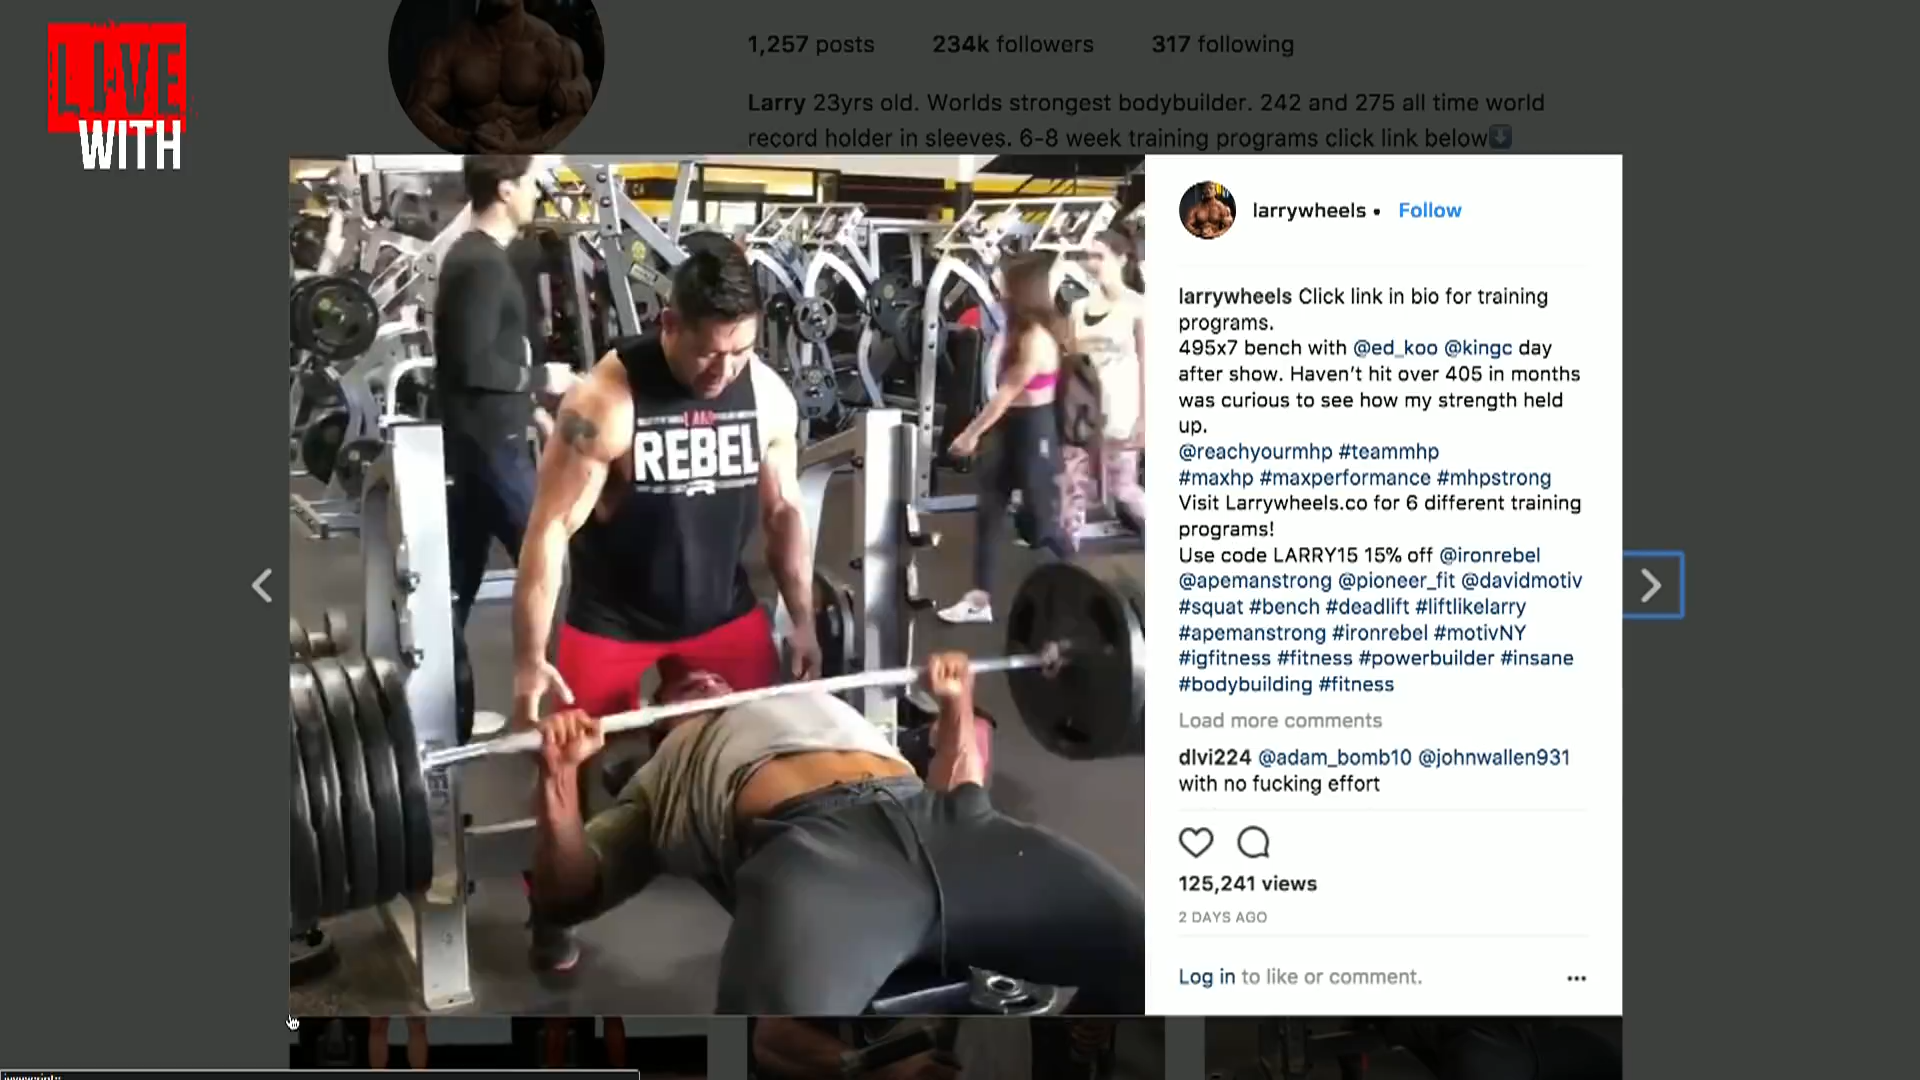 LIVE
WITH
1,257 posts 234k followers 317 following
Larry 23yrs old. Worlds strongest bodybuilder. 242 and 275 all time world
record holder in sleeves. 6-8 week training programs click link below
larrywheels • Follow
REBEL
larrywheels Click link in bio for training
programs.
495x7 bench with @ed_koo @kingc day
after show. Haven't hit over 405 in months
was curious to see how my strength held
up.
@reachyourmhp #teammhp
#maxhp #maxperformance #mhpstrong
Visit Larrywheels.co for 6 different training
programs!
Use code LARRY15 15% off @ironrebel
@apemanstrong @pioneer_fit @davidmotiv
#squat #bench #deadlift #liftlikelarry
#apemanstrong #ironrebel #motivNY
#igfitness #fitness #powerbuilder #insane
#bodybuilding #fitness
Load more comments
dlvi224 @adam_bomb10 @johnwallen931
with no fucking effort
125,241 views
2 DAYS AGO
Log in to like or comment.